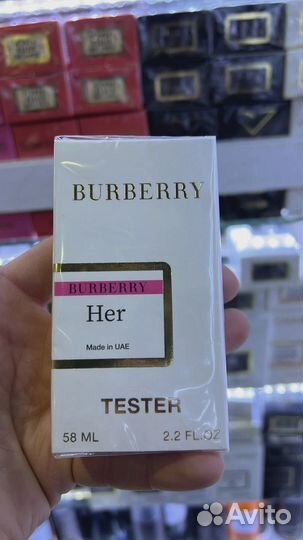 BURBERRY
BURBERRY
Her
Made in UAE
TESTER
58 ML 2.2 FL.OZ
Avito